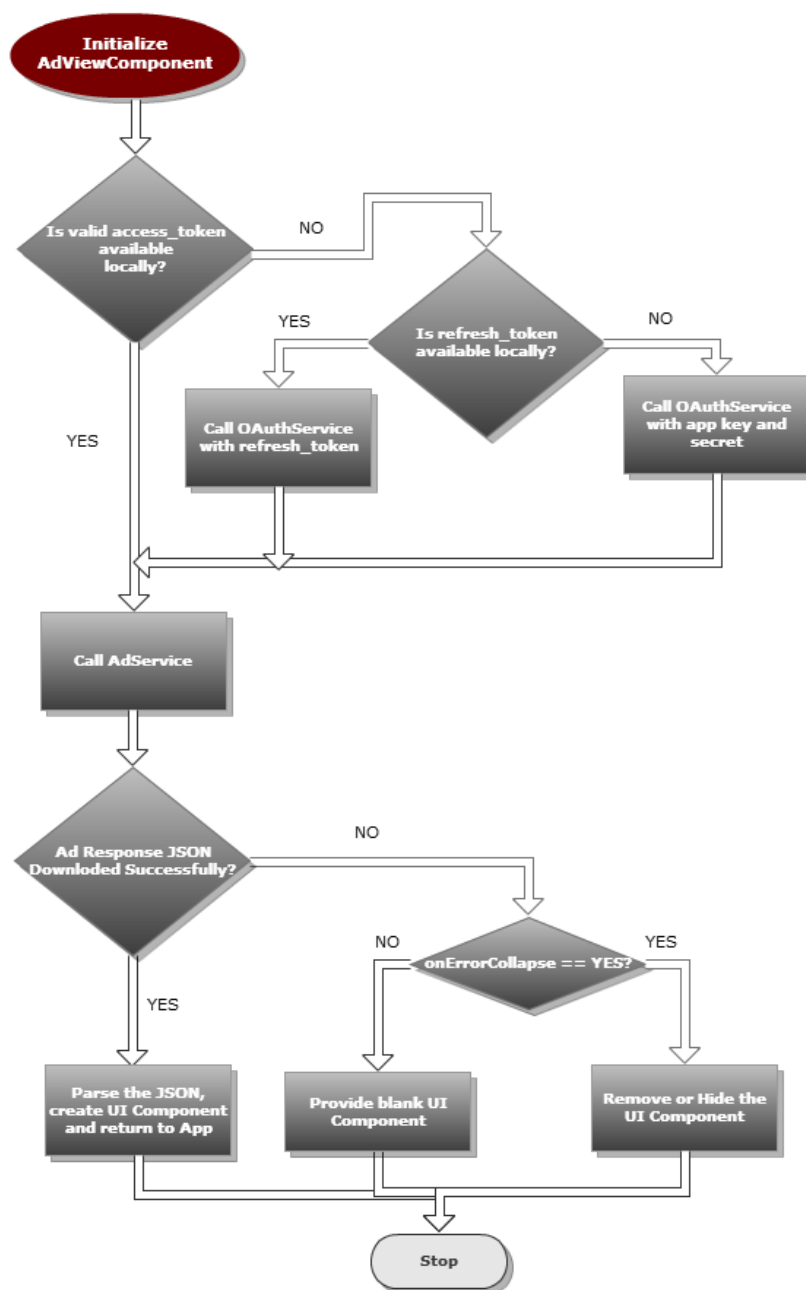 Initialize
AdViewComponent
Is valid access_token
available
locally?
NO
Is refresh_token
available locally?
YES
NO
Call OAuthService
with refresh_token
Call OAuthService
with app key and
secret
YES
Call AdService
Ad Response JSON
Downloded Successfully?
NO
onErrorCollapse == YES?
NO
YES
YES
Parse the JSON,
create UI Component
and return to App
Provide blank UI
Component
Remove or Hide the
UI Component
Stop